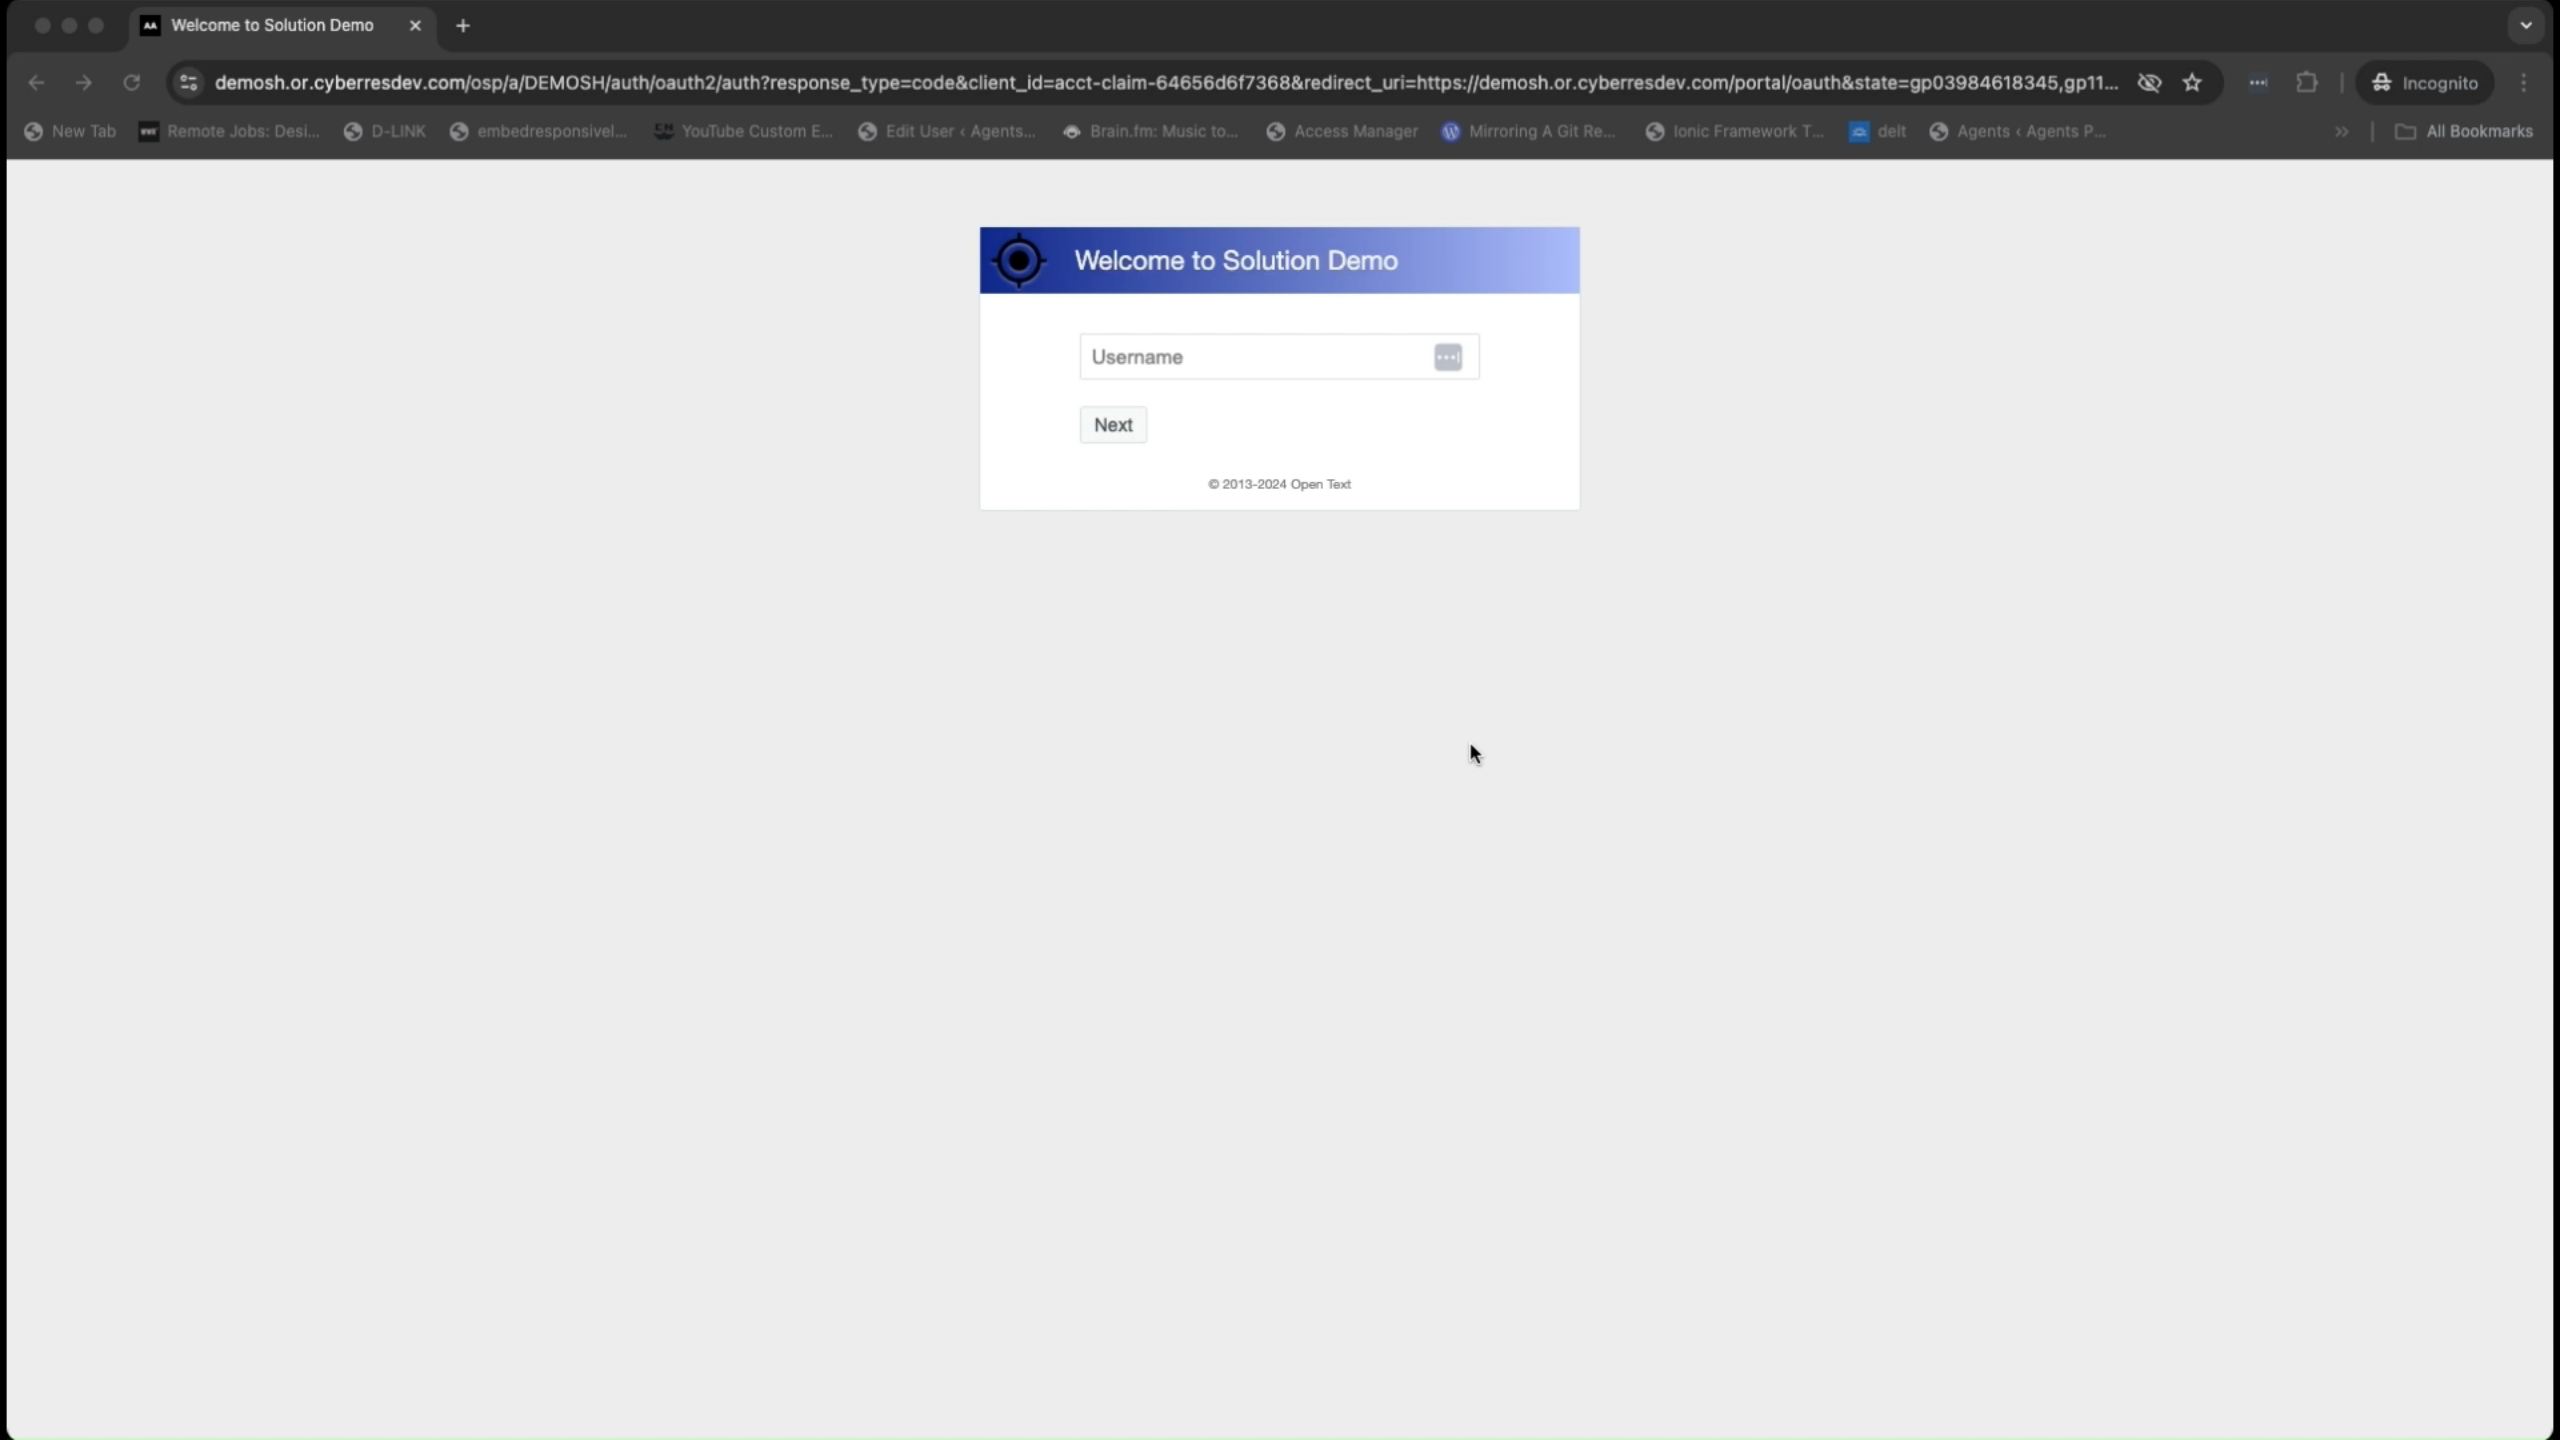 Welcome to Solution Demo
demosh.or.cyberresdev.com/osp/a/DEMOSH/auth/oauth2/auth?response_type=code&client_id=acct-claim-64656d6f7368&redirect_uri=https://demosh.or.cyberresdev.com/portal/oauth&state=gp03984618345,gp11... Incognito
New Tab Remote Jobs: Desi... D-LINK embedresponsivel... YouTube Custom E... Edit User ‹ Agents... Brain.fm: Music to... Access Manager Mirroring A Git Re... Ionic Framework T... delt Agents ‹ Agents P... » All Bookmarks
Welcome to Solution Demo
Username
Next
© 2013-2024 Open Text